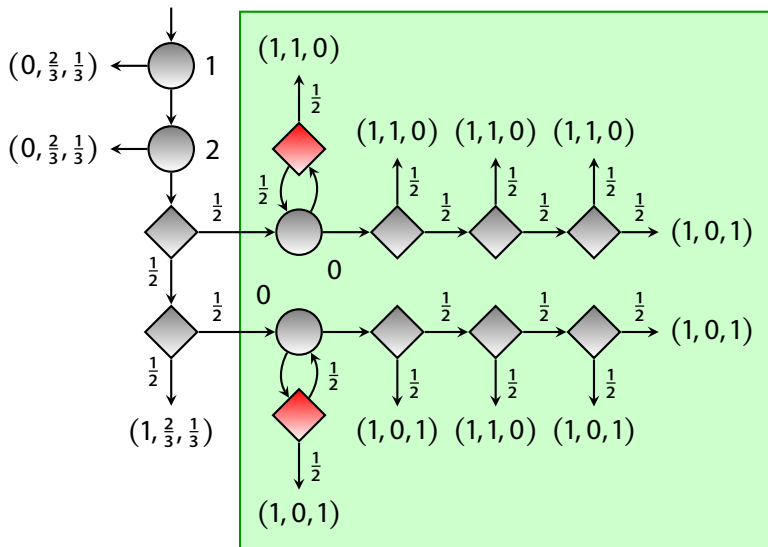 (1, 1, 0)
(0, 2/3, 1/3) 1
1/2
(0, 2/3, 1/3) 2
(1, 1, 0) (1, 1, 0) (1, 1, 0)
1/2 1/2 1/2 1/2
1/2 1/2 1/2 1/2
(1, 0, 1)
0
1/2
0
1/2 1/2 1/2 1/2
(1, 0, 1)
1/2 1/2 1/2 1/2 1/2
(1, 2/3, 1/3) (1, 0, 1) (1, 1, 0) (1, 0, 1)
1/2
(1, 0, 1)